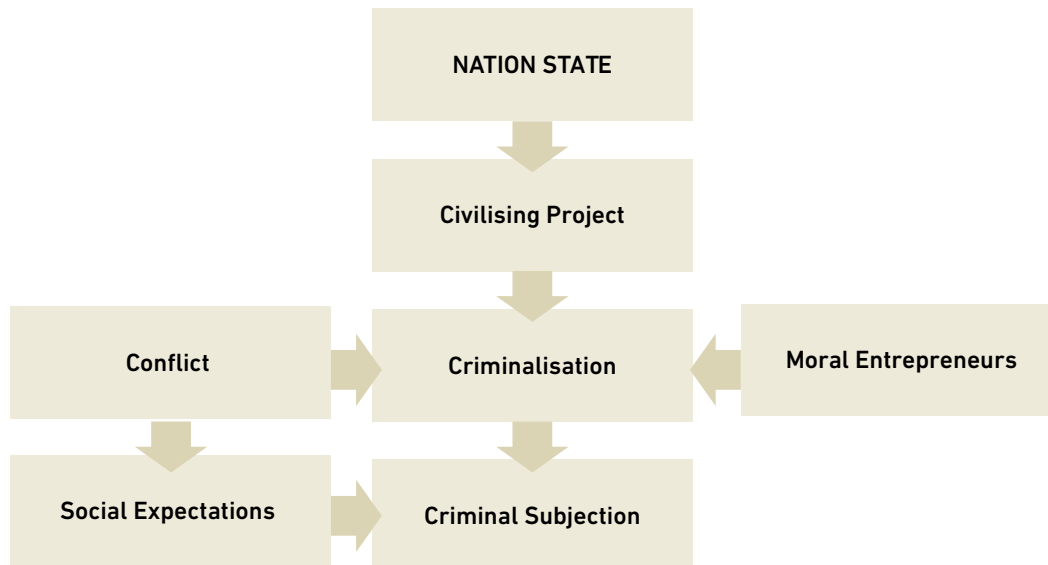 NATION STATE
Civilising Project
Conflict
Criminalisation
Moral Entrepreneurs
Social Expectations
Criminal Subjection